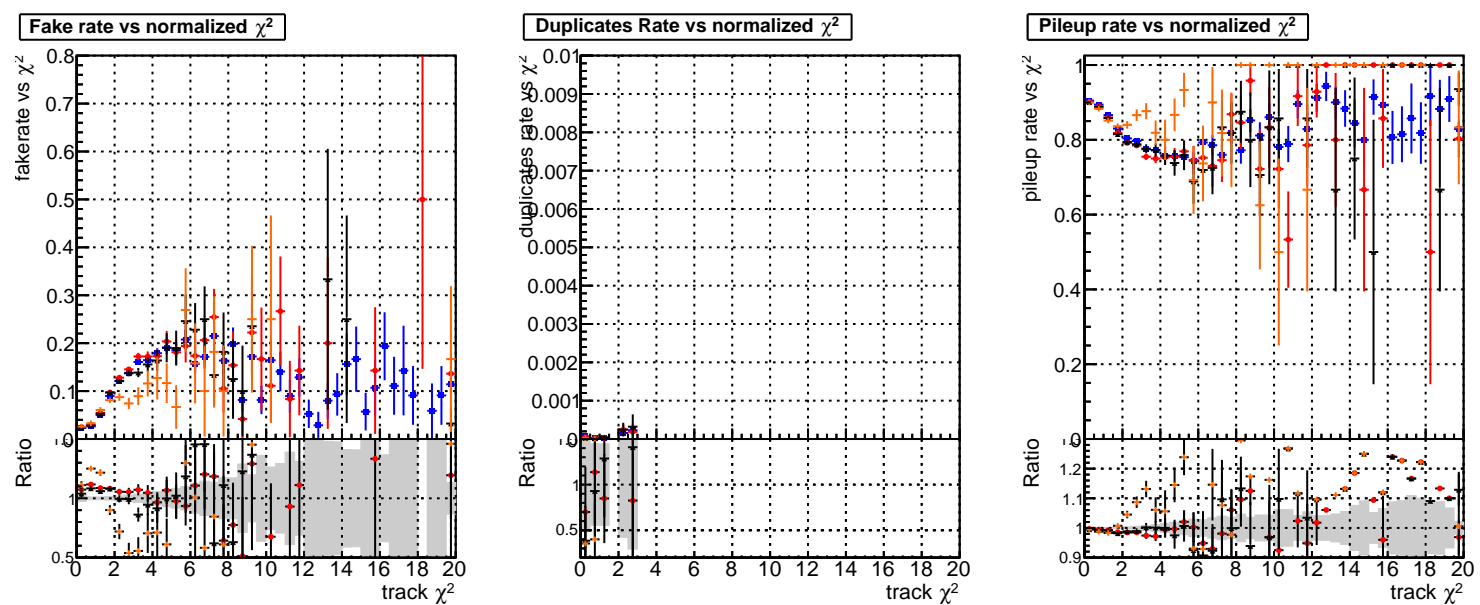 Fake rate vs normalized χ²
fakerate vs χ²
0.8
0.7
0.6
0.5
0.4
0.3
0.2
0.1
Ratio
1
0.5
0 2 4 6 8 10 12 14 16 18 20
track χ²
Duplicates Rate vs normalized χ²
duplicates rate vs χ²
0.01
0.009
0.008
0.007
0.006
0.005
0.004
0.003
0.002
0.001
Ratio
1
0.5
0 2 4 6 8 10 12 14 16 18 20
track χ²
Pileup rate vs normalized χ²
pileup rate vs χ²
1
0.8
0.6
0.4
0.2
Ratio
1.2
1.1
1
0.9
0 2 4 6 8 10 12 14 16 18 20
track χ²